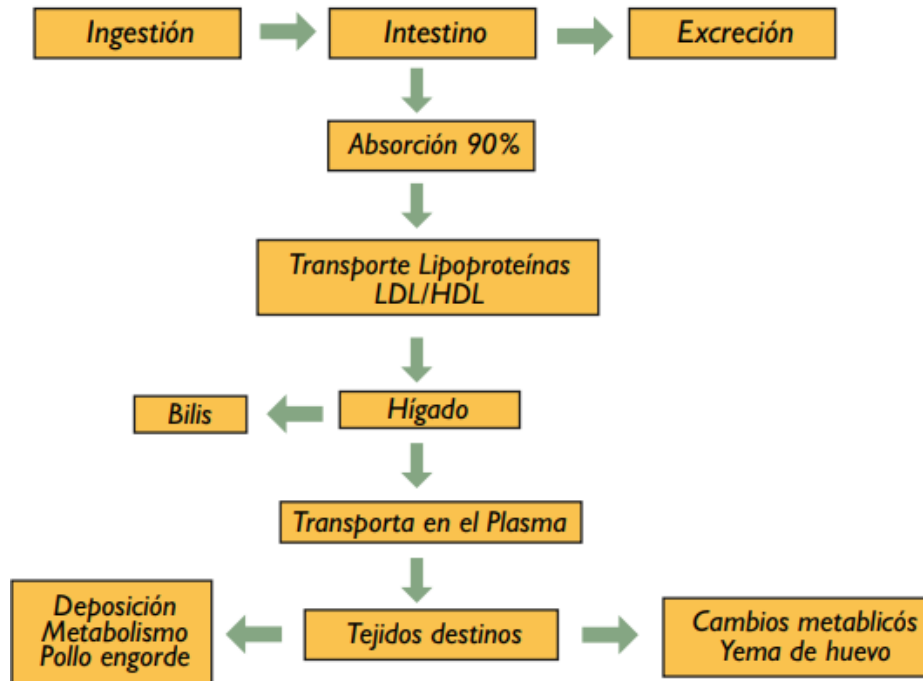 Ingestión
Intestino
Excreción
Absorción 90%
Transporte Lipoproteínas
LDL/HDL
Bilis
Hígado
Transporta en el Plasma
Deposición
Metabolismo
Pollo engorde
Tejidos destinos
Cambios metablicós
Yema de huevo